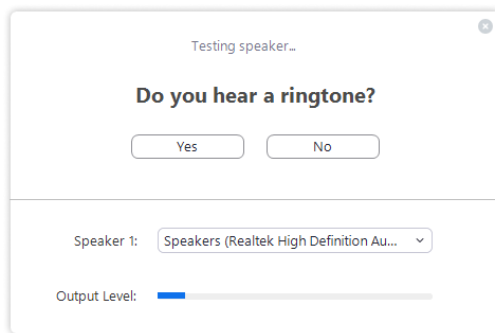 Testing speaker...
Do you hear a ringtone?
Yes No
Speaker 1: Speakers (Realtek High Definition Au...
Output Level: